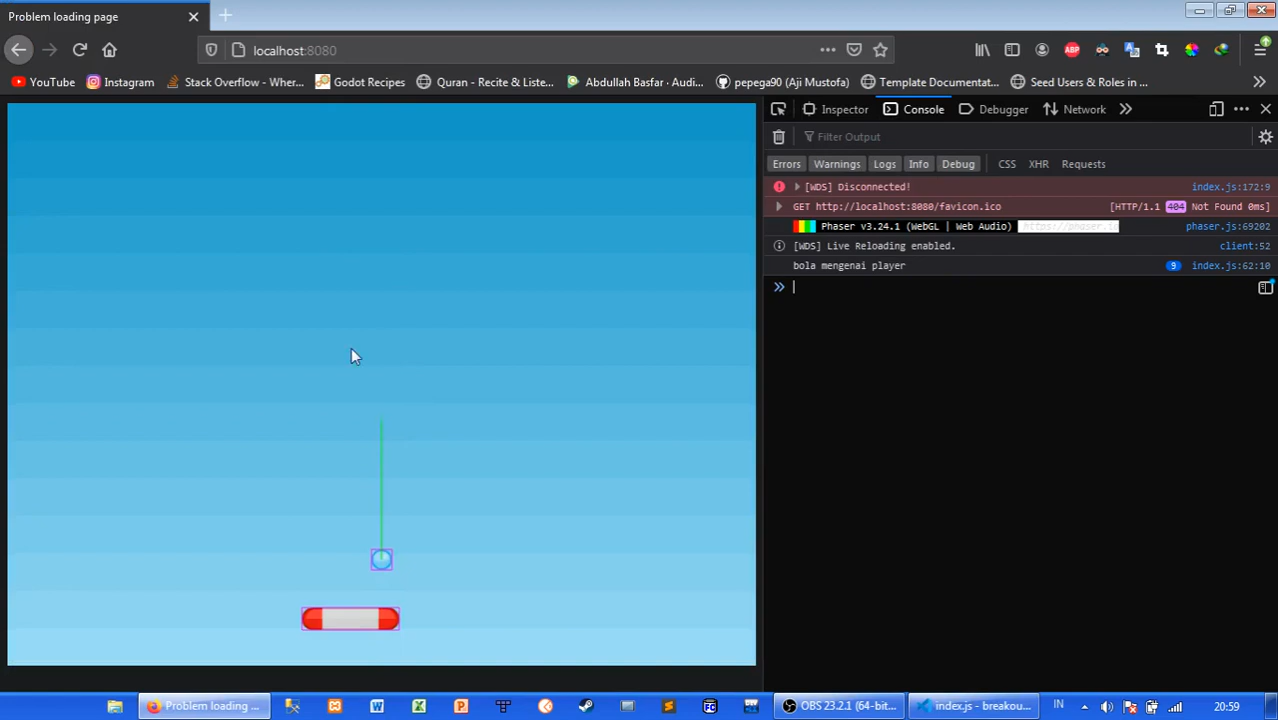 Problem loading page
localhost:8080
YouTube
Instagram
Stack Overflow - Wher...
Godot Recipes
Quran - Recite & Liste...
Abdullah Basfar - Audi...
pepega90 (Aji Mustofa)
Template Documentat...
Seed Users & Roles in ...
Inspector
Console
Debugger
Network
Filter Output
Errors
Warnings
Logs
Info
Debug
CSS
XHR
Requests
[WDS] Disconnected! index.js:172:9
GET http://localhost:8080/favicon.ico [HTTP/1.1 404 Not Found 0ms]
Phaser v3.24.1 (WebGL | Web Audio) https://phaser.io phaser.js:69202
[WDS] Live Reloading enabled. client:52
bola mengenai player 9 index.js:62:10
Problem loading ...
OBS 23.2.1 (64-bit...
index.js - breakou...
IN
20:59